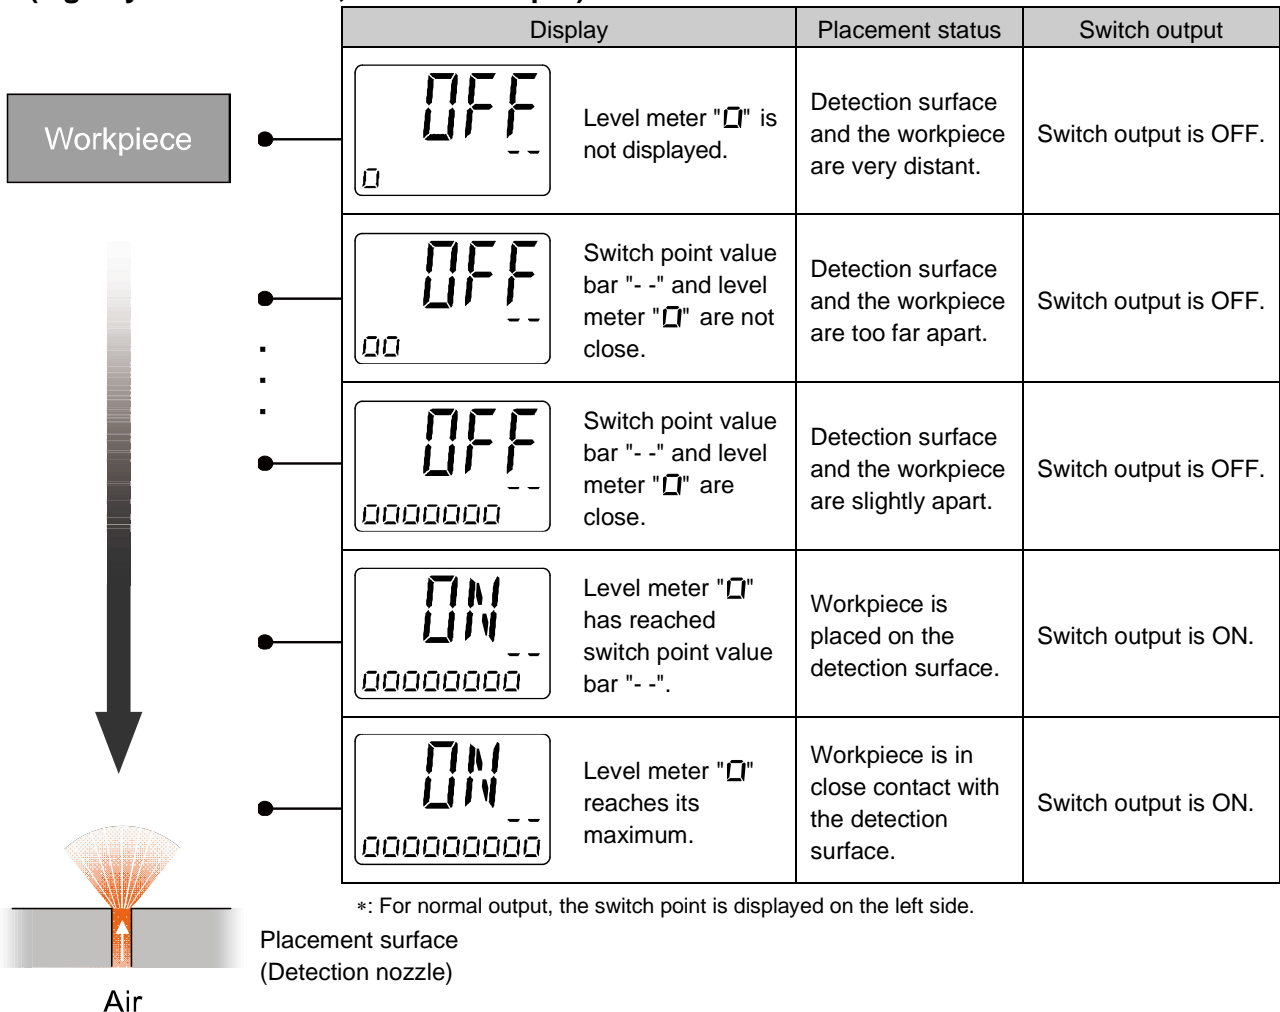 Display Placement status Switch output
Workpiece
OFF
--
0
Level meter "0" is
not displayed.
Detection surface
and the workpiece
are very distant.
Switch output is OFF.
OFF
--
00
Switch point value
bar "- -" and level
meter "0" are not
close.
Detection surface
and the workpiece
are too far apart.
Switch output is OFF.
OFF
--
0000000
Switch point value
bar "- -" and level
meter "0" are
close.
Detection surface
and the workpiece
are slightly apart.
Switch output is OFF.
ON
--
00000000
Level meter "0"
has reached
switch point value
bar "- -".
Workpiece is
placed on the
detection surface.
Switch output is ON.
ON
--
000000000
Level meter "0"
reaches its
maximum.
Workpiece is in
close contact with
the detection
surface.
Switch output is ON.
*: For normal output, the switch point is displayed on the left side.
Placement surface
(Detection nozzle)
Air